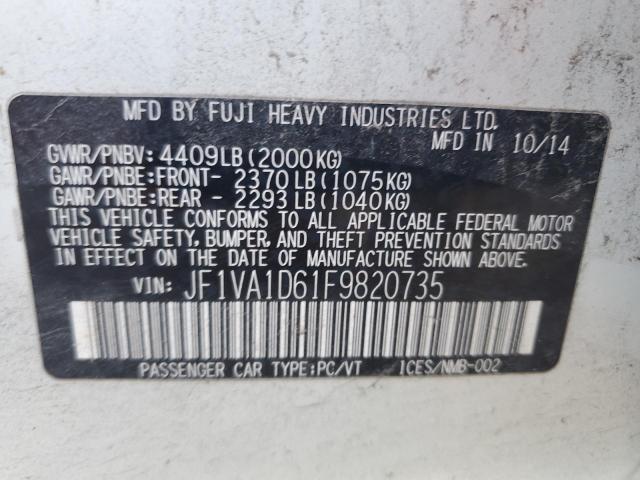 MFD BY FUJI HEAVY INDUSTRIES LTD.
MFD IN 10/14
GVWR/PNBV: 4409LB (2000KG)
GAWR/PNBE:FRONT- 2370LB (1075KG)
GAWR/PNBE:REAR - 2293LB (1040KG)
THIS VEHICLE CONFORMS TO ALL APPLICABLE FEDERAL MOTOR
VEHICLE SAFETY, BUMPER, AND THEFT PREVENTION STANDARDS
IN EFFECT ON THE DATE OF MANUFACTURE SHOWN ABOVE.
VIN: JF1VA1D61F9820735
PASSENGER CAR TYPE:PC/VT ICES/NMB-002